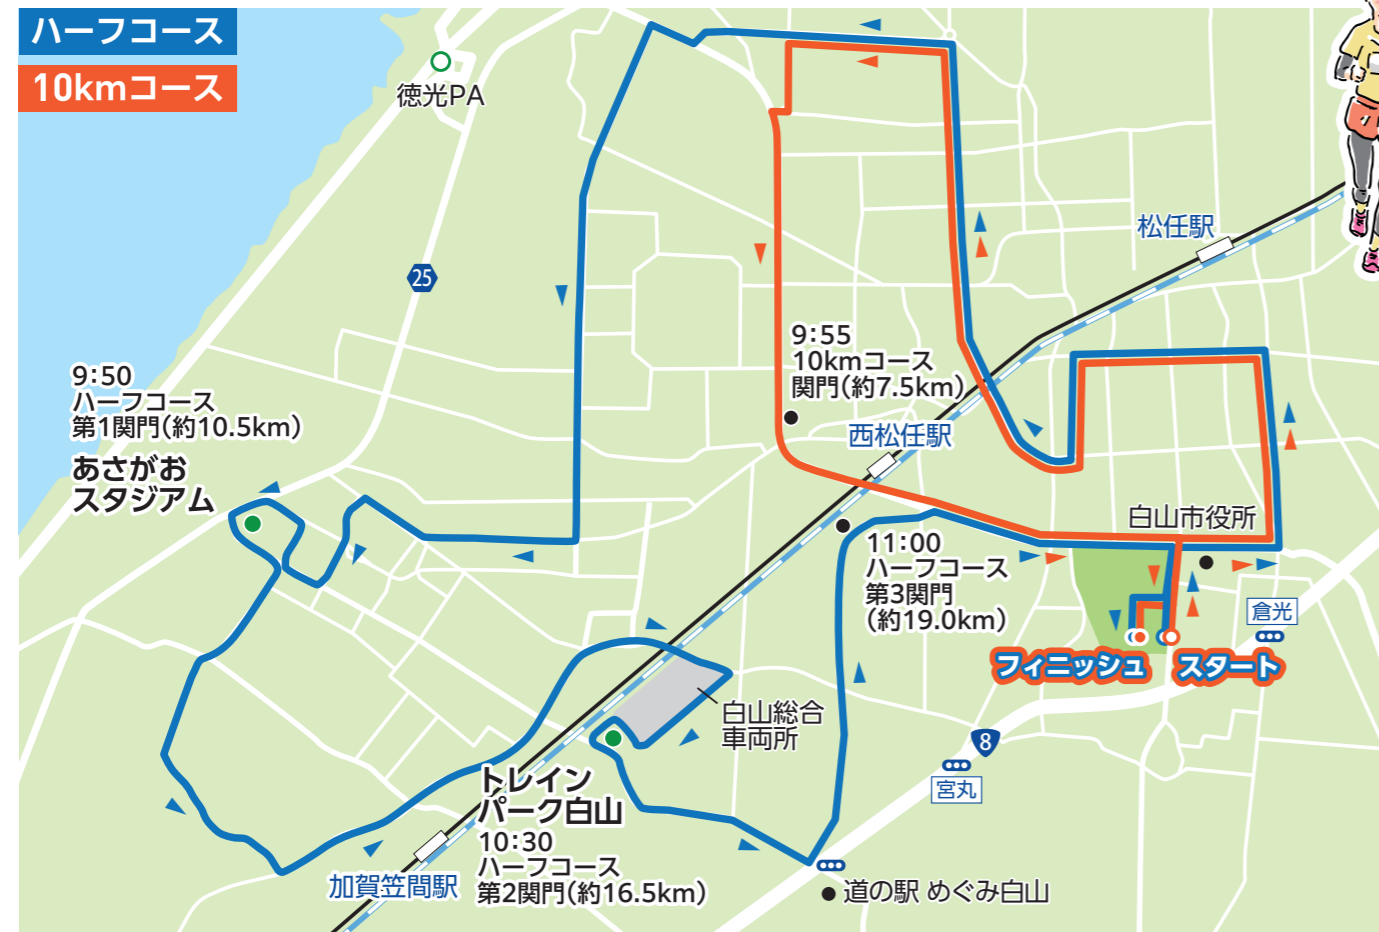 ハーフコース
10kmコース
徳光PA
25
松任駅
9:55
10kmコース
関門(約7.5km)
9:50
ハーフコース
第1関門(約10.5km)
あさがお
スタジアム
西松任駅
白山市役所
11:00
ハーフコース
第3関門
(約19.0km)
倉光
フィニッシュ
スタート
白山総合
車両所
8
宮丸
トレイン
パーク白山
10:30
ハーフコース
第2関門(約16.5km)
加賀笠間駅
道の駅 めぐみ白山